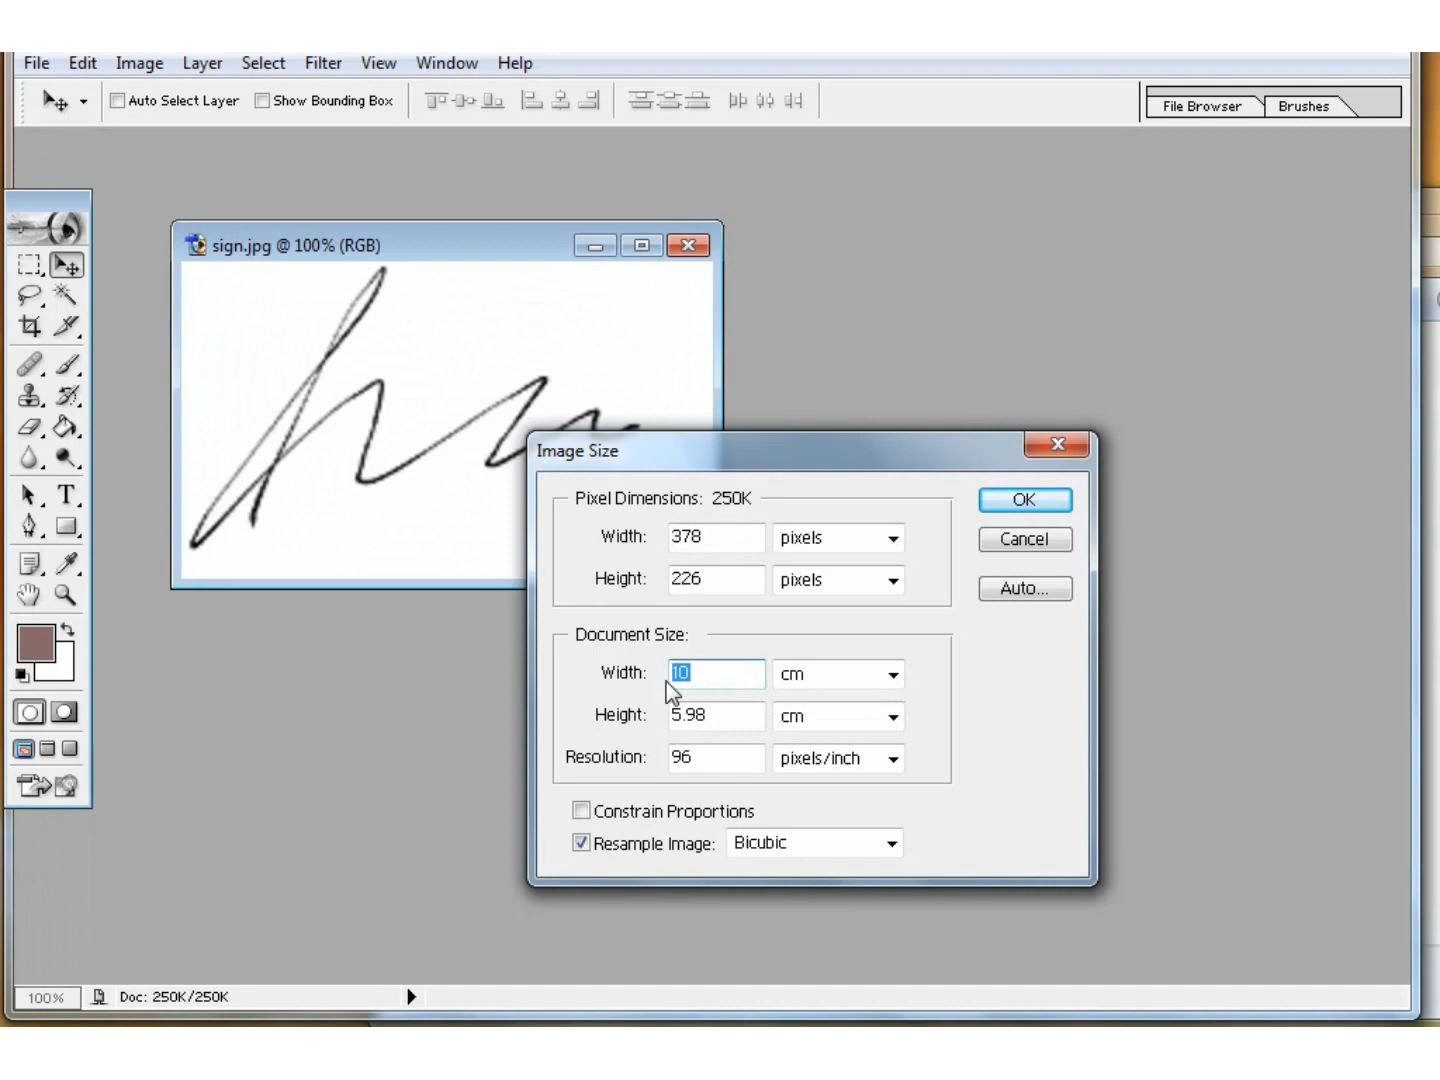 File Edit Image Layer Select Filter View Window Help
Auto Select Layer Show Bounding Box File Browser Brushes
sign.jpg @ 100% (RGB)
Image Size
Pixel Dimensions: 250K
OK
Width: 378 pixels
Cancel
Height: 226 pixels
Auto...
Document Size:
Width: 10 cm
Height: 5.98 cm
Resolution: 96 pixels/inch
Constrain Proportions
Resample Image: Bicubic
100% Doc: 250K/250K